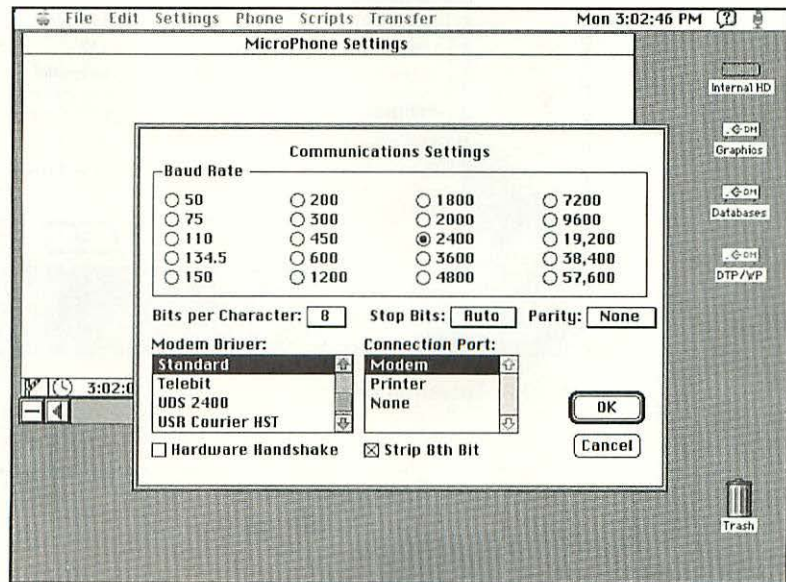 File Edit Settings Phone Scripts Transfer Mon 3:02:46 PM
MicroPhone Settings
Internal HD
Graphics
Databases
DTP/WP
Communications Settings
Baud Rate
50 200 1800 7200
75 300 2000 9600
110 450 2400 19,200
134.5 600 3600 38,400
150 1200 4800 57,600
Bits per Character: 8 Stop Bits: Auto Parity: None
Modem Driver: Connection Port:
Standard Modem
Telebit Printer
UDS 2400 None
USR Courier HST
3:02:0
OK
Hardware Handshake Strip 8th Bit Cancel
Trash